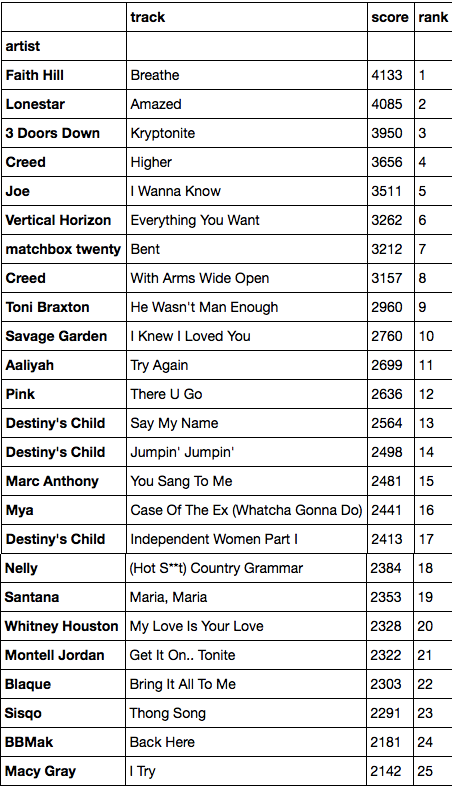 track score rank
artist
Faith Hill Breathe 4133 1
Lonestar Amazed 4085 2
3 Doors Down Kryptonite 3950 3
Creed Higher 3656 4
Joe I Wanna Know 3511 5
Vertical Horizon Everything You Want 3262 6
matchbox twenty Bent 3212 7
Creed With Arms Wide Open 3157 8
Toni Braxton He Wasn't Man Enough 2960 9
Savage Garden I Knew I Loved You 2760 10
Aaliyah Try Again 2699 11
Pink There U Go 2636 12
Destiny's Child Say My Name 2564 13
Destiny's Child Jumpin' Jumpin' 2498 14
Marc Anthony You Sang To Me 2481 15
Mya Case Of The Ex (Whatcha Gonna Do) 2441 16
Destiny's Child Independent Women Part I 2413 17
Nelly (Hot S**t) Country Grammar 2384 18
Santana Maria, Maria 2353 19
Whitney Houston My Love Is Your Love 2328 20
Montell Jordan Get It On.. Tonite 2322 21
Blaque Bring It All To Me 2303 22
Sisqo Thong Song 2291 23
BBMak Back Here 2181 24
Macy Gray I Try 2142 25